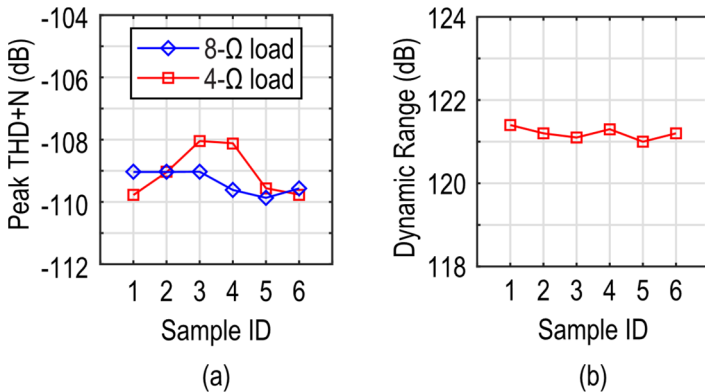 Peak THD+N (dB)
-104
-106
-108
-110
-112
8-Ω load
4-Ω load
1 2 3 4 5 6
Sample ID
(a)
Dynamic Range (dB)
124
122
120
118
1 2 3 4 5 6
Sample ID
(b)